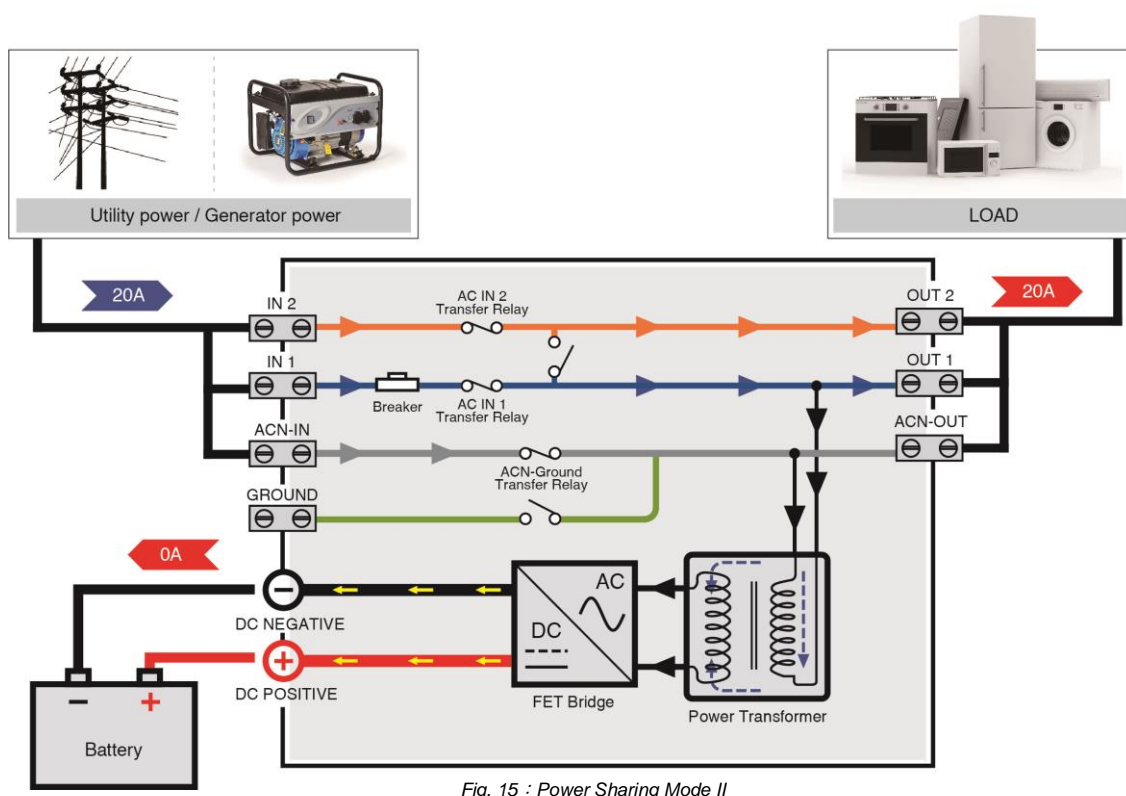 Utility power / Generator power
LOAD
20A
20A
IN 2
AC IN 2
Transfer Relay
OUT 2
IN 1
Breaker
AC IN 1
Transfer Relay
OUT 1
ACN-IN
ACN-Ground
Transfer Relay
ACN-OUT
GROUND
0A
DC NEGATIVE
DC POSITIVE
AC
DC
FET Bridge
Power Transformer
Battery
Fig. 15 : Power Sharing Mode II